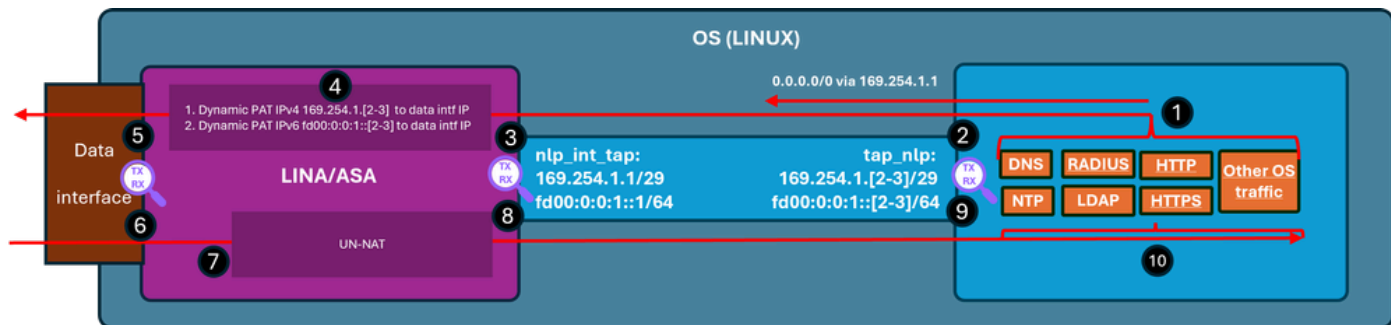 OS (LINUX)
4
0.0.0.0/0 via 169.254.1.1
1. Dynamic PAT IPv4 169.254.1.[2-3] to data intf IP
2. Dynamic PAT IPv6 fd00:0:0:1::[2-3] to data intf IP
1
5
3
2
Data
interface
TX
RX
LINA/ASA
TX
RX
nlp_int_tap:
169.254.1.1/29
fd00:0:0:1::1/64
tap_nlp:
169.254.1.[2-3]/29
fd00:0:0:1::[2-3]/64
TX
RX
DNS
RADIUS
HTTP
Other OS
traffic
NTP
LDAP
HTTPS
6
8
9
7
UN-NAT
10